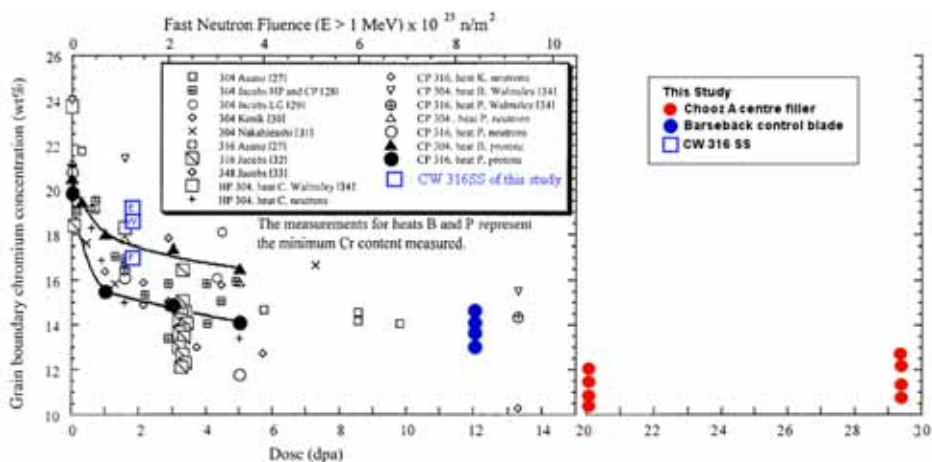 Fast Neutron Fluence (E > 1 MeV) x 10 25 n/m2
0 2 4 6 8 10
26
24
22
20
18
16
14
12
10
Grain boundary chromium concentration (wt%)
304 Asano [27]
304 Jacobs HP and CP [28]
304 Jacobs LG [29]
304 Kenik [30]
304 Nakahigashi [31]
316 Asano [27]
316 Jacobs [32]
348 Jacobs [33]
HP 304, heat C, Walmsley [34]
HP 304, heat C, neutrons
CP 316, heat K, neutrons
CP 304, heat B, Walmsley [34]
CP 316, heat P, Walmsley [34]
CP 304, heat P, neutrons
CP 316, heat P, neutrons
CP 304, heat B, protons
CP 316, heat P, protons
CW 316SS of this study
The measurements for heats B and P represent
the minimum Cr content measured.
This Study
Chooz A centre filler
Barseback control blade
CW 316 SS
0 2 4 6 8 10 12 14 20 22 24 26 28 30
Dose (dpa)